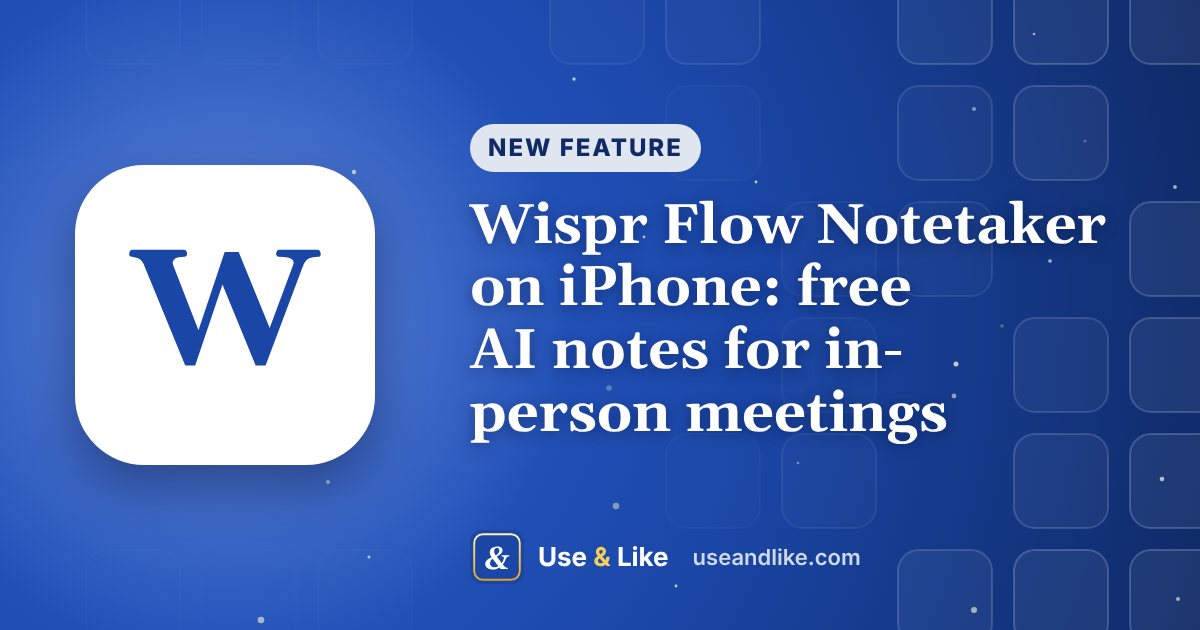 W
NEW FEATURE
Wispr Flow Notetaker
on iPhone: free
AI notes for in-
person meetings
& Use & Like useandlike.com